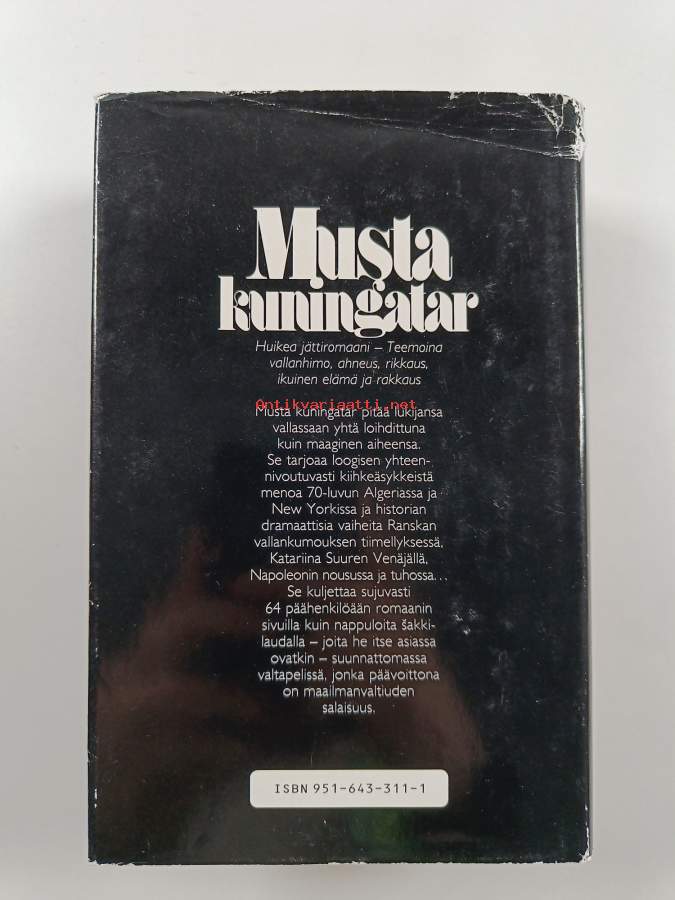 Musta
kuningatar
Huikea jättiromaani – Teemoina
vallanhimo, ahneus, rikkaus,
ikuinen elämä ja rakkaus
Antikvariaatti.net
Musta kuningatar pitää lukijansa
vallassaan yhtä loihdittuna
kuin maaginen aiheensa.
Se tarjoaa loogisen yhteen-
nivoutuvasti kiihkeäsykkeistä
menoa 70-luvun Algeriassa ja
New Yorkissa ja historian
dramaattisia vaiheita Ranskan
vallankumouksen tiimellyksessä,
Katariina Suuren Venäjällä,
Napoleonin nousussa ja tuhossa...
Se kuljettaa sujuvasti
64 päähenkilöään romaanin
sivuilla kuin nappuloita šakki-
laudalla – joita he itse asiassa
ovatkin – suunnattomassa
valtapelissä, jonka päävoittona
on maailmanvaltiuden
salaisuus.
ISBN 951-643-311-1